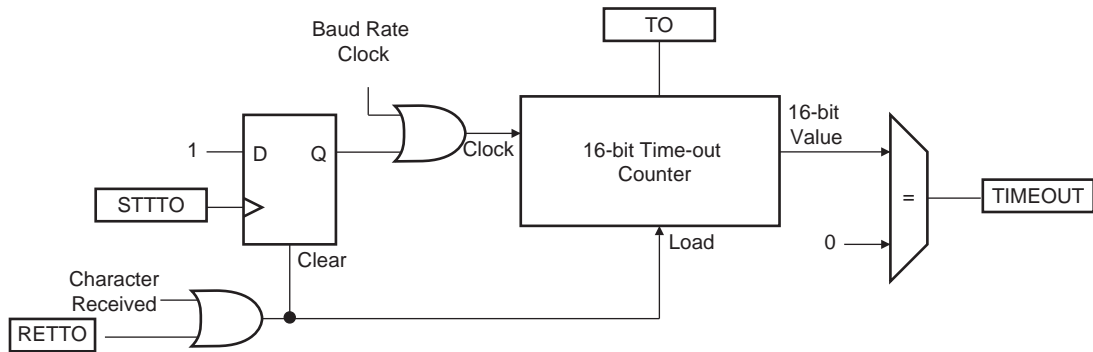 TO
Baud Rate
Clock
16-bit
Value
1
D
Q
Clock
16-bit Time-out
Counter
STTTO
=
TIMEOUT
Clear
Load
0
Character
Received
RETTO